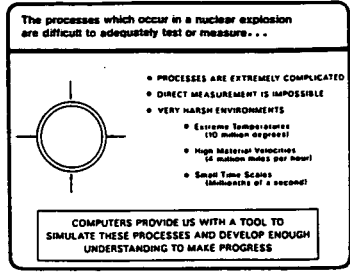 The processes which occur in a nuclear explosion
are difficult to adequately test or measure...
• PROCESSES ARE EXTREMELY COMPLICATED
• DIRECT MEASUREMENT IS IMPOSSIBLE
• VERY HARSH ENVIRONMENTS
• Extreme Temperatures
(10 million degrees)
• High Material Velocities
(4 million miles per hour)
• Small Time Scales
(Millionths of a second)
COMPUTERS PROVIDE US WITH A TOOL TO
SIMULATE THESE PROCESSES AND DEVELOP ENOUGH
UNDERSTANDING TO MAKE PROGRESS